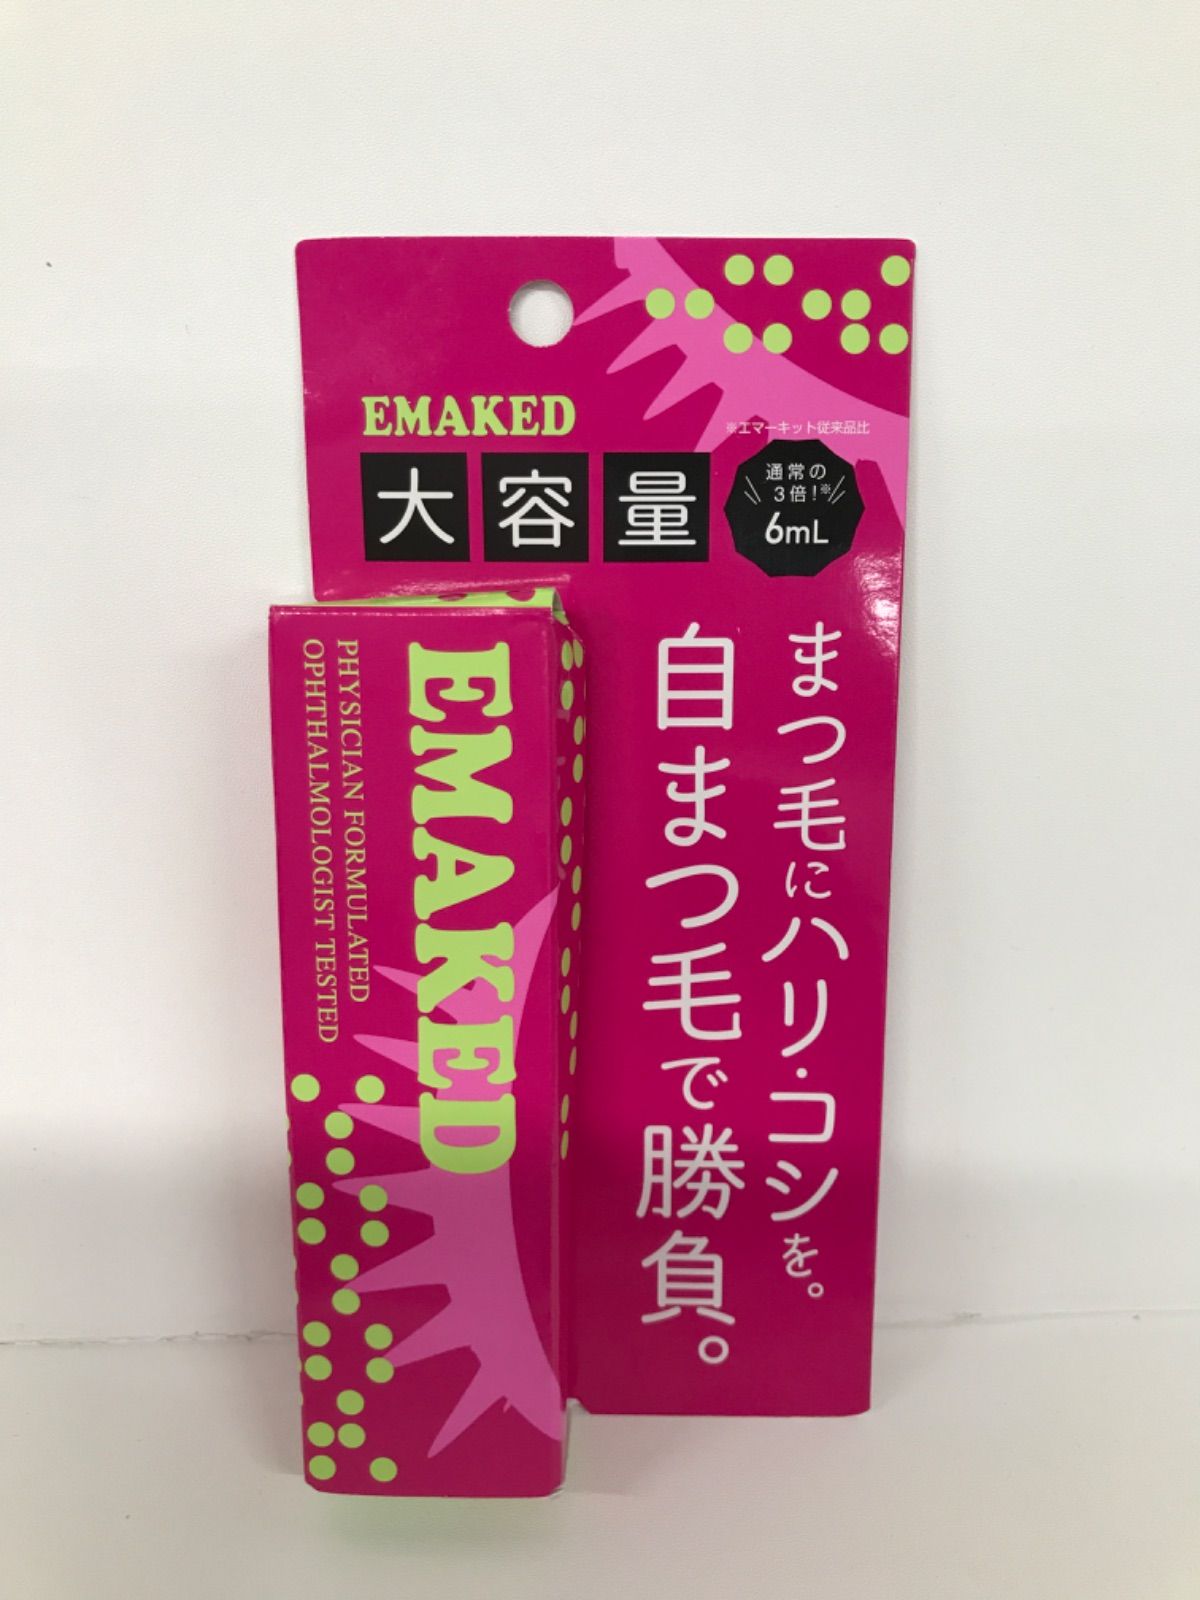 EMAKED
※エマーキット従来品比
大容量
通常の
3倍!※
6mL
まつ毛にハリ・コシを。
自まつ毛で勝負。
EMAKED
PHYSICIAN FORMULATED
OPHTHALMOLOGIST TESTED